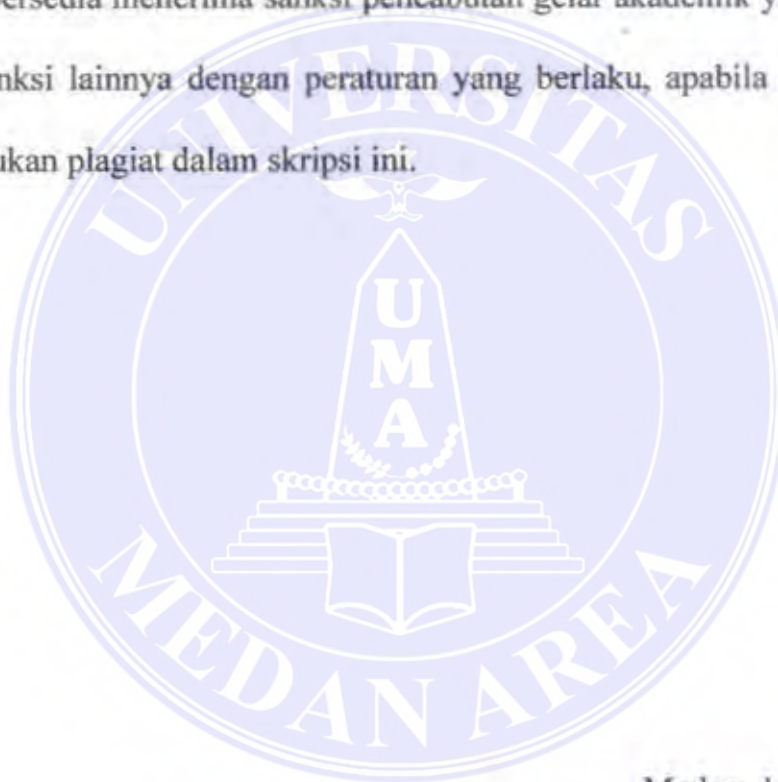 bersedia menerima sanksi pencabutan gelar akademik y
nksi lainnya dengan peraturan yang berlaku, apabila
ukan plagiat dalam skripsi ini.
UNIVERSITAS
U
M
A
MEDAN AREA